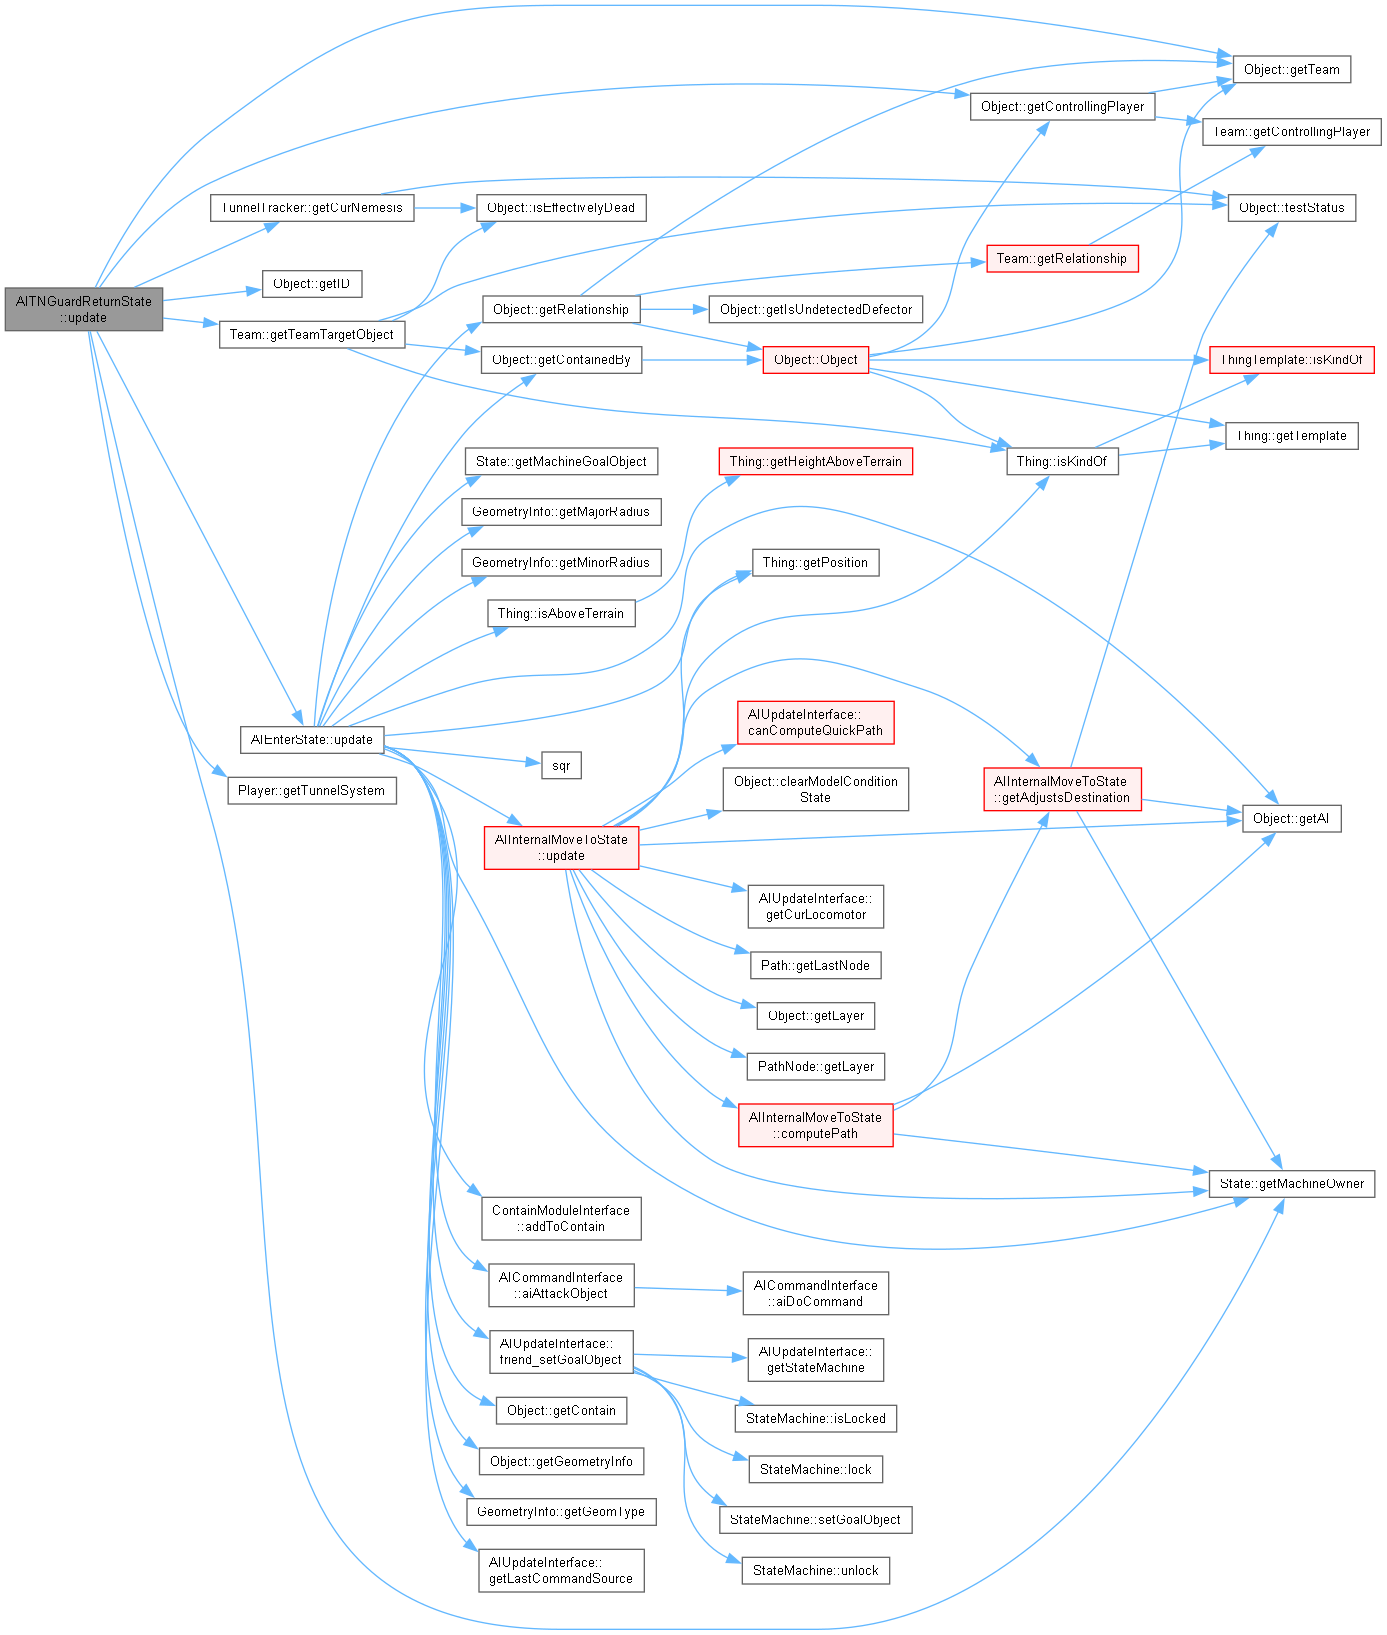 AITNGuardReturnState
::update
TunnelTracker::getCurNemesis
Object::getID
Team::getTeamTargetObject
AIEnterState::update
Player::getTunnelSystem
Object::isEffectivelyDead
Object::getRelationship
Object::getContainedBy
State::getMachineGoalObject
GeometryInfo::getMajorRadius
GeometryInfo::getMinorRadius
Thing::isAboveTerrain
sqr
AIInternalMoveToState
::update
ContainModuleInterface
::addToContain
AICommandInterface
::aiAttackObject
AIUpdateInterface::
friend_setGoalObject
Object::getContain
Object::getGeometryInfo
GeometryInfo::getGeomType
AIUpdateInterface::
getLastCommandSource
Object::getIsUndetectedDefector
Object::Object
Thing::getHeightAboveTerrain
Thing::getPosition
AIUpdateInterface::
canComputeQuickPath
Object::clearModelCondition
State
AIUpdateInterface::
getCurLocomotor
Path::getLastNode
Object::getLayer
PathNode::getLayer
AIInternalMoveToState
::computePath
AICommandInterface
::aiDoCommand
AIUpdateInterface::
getStateMachine
StateMachine::isLocked
StateMachine::lock
StateMachine::setGoalObject
StateMachine::unlock
Object::getControllingPlayer
Team::getRelationship
Thing::isKindOf
AIInternalMoveToState
::getAdjustsDestination
Object::getTeam
Team::getControllingPlayer
Object::testStatus
ThingTemplate::isKindOf
Thing::getTemplate
Object::getAI
State::getMachineOwner